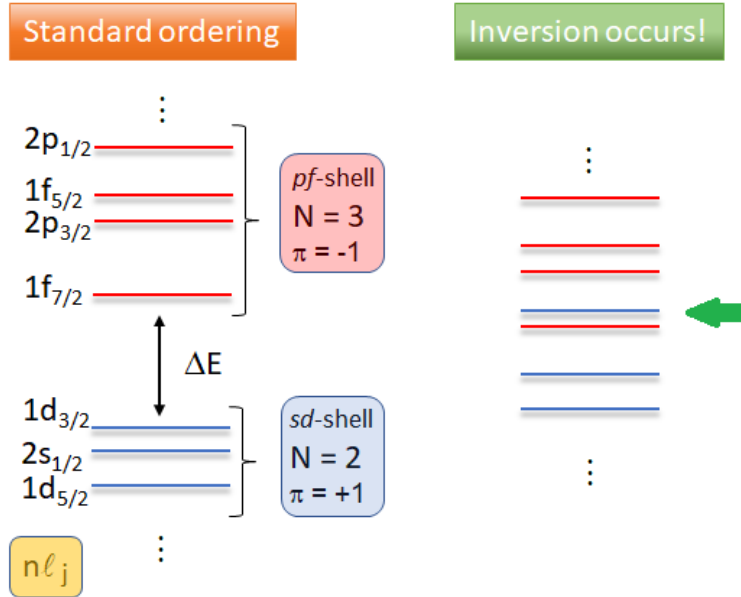 Standard ordering
Inversion occurs!
⋮
2p1/2
1f5/2
2p3/2
1f7/2
pf-shell
N = 3
π = -1
ΔE
1d3/2
2s1/2
1d5/2
sd-shell
N = 2
π = +1
⋮
nℓ j
⋮
⋮